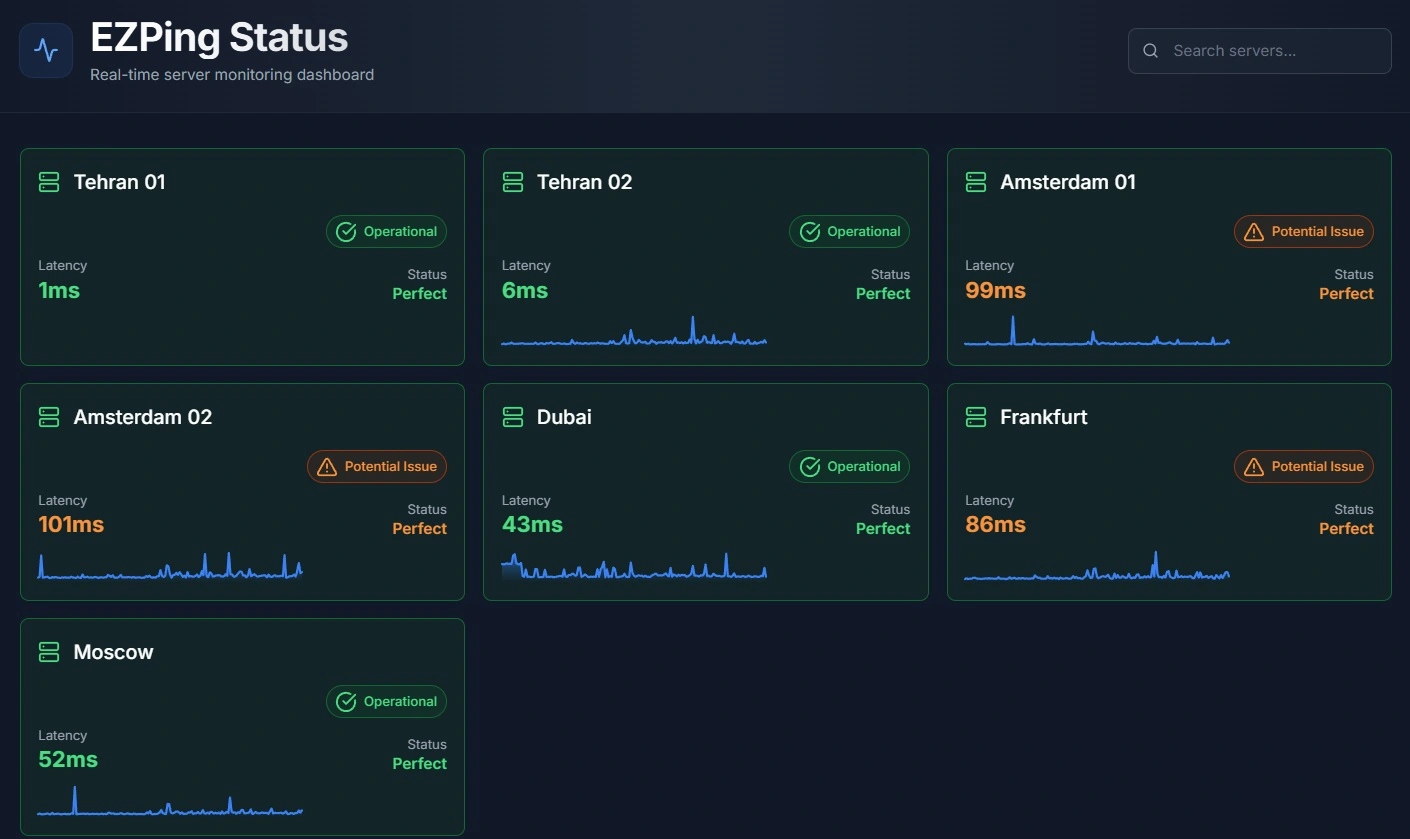 EZPing Status
Real-time server monitoring dashboard
Search servers...
Tehran 01
Operational
Latency
Status
1ms
Perfect
Tehran 02
Operational
Latency
Status
6ms
Perfect
Amsterdam 01
Potential Issue
Latency
Status
99ms
Perfect
Amsterdam 02
Potential Issue
Latency
Status
101ms
Perfect
Dubai
Operational
Latency
Status
43ms
Perfect
Frankfurt
Potential Issue
Latency
Status
86ms
Perfect
Moscow
Operational
Latency
Status
52ms
Perfect